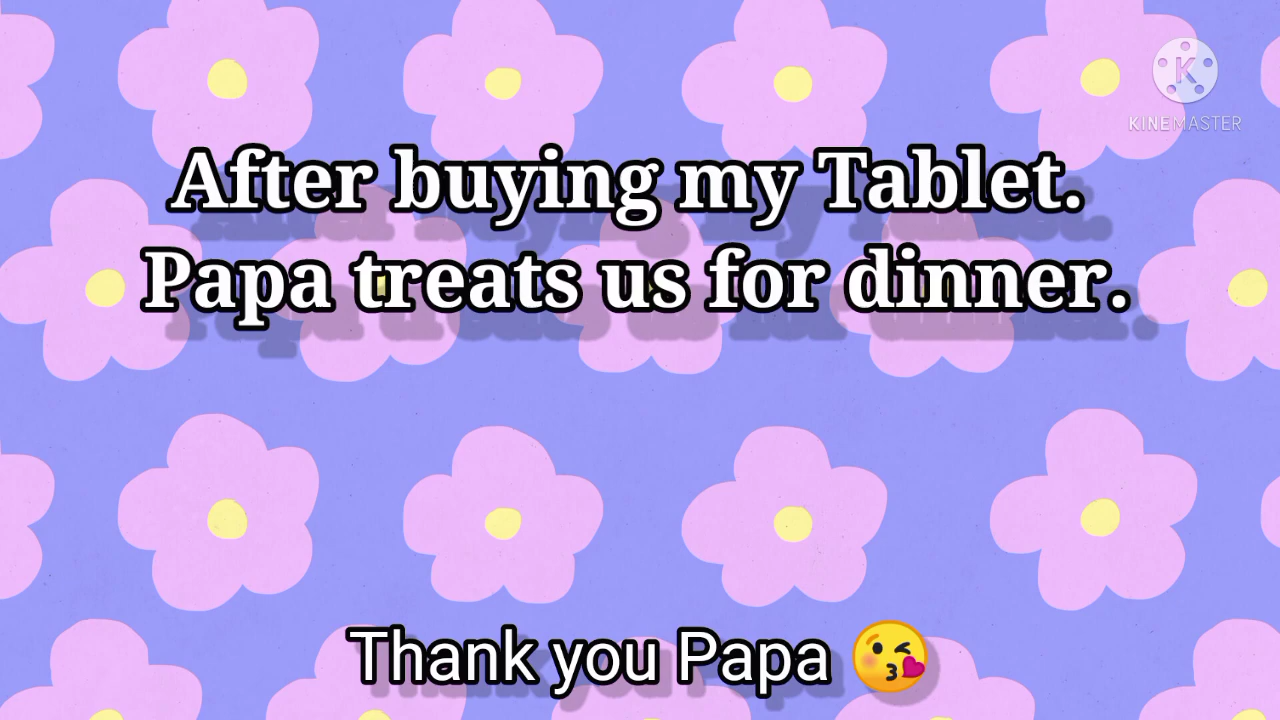 K
KINEMASTER
After buying my Tablet.
Papa treats us for dinner.
Thank you Papa 😘